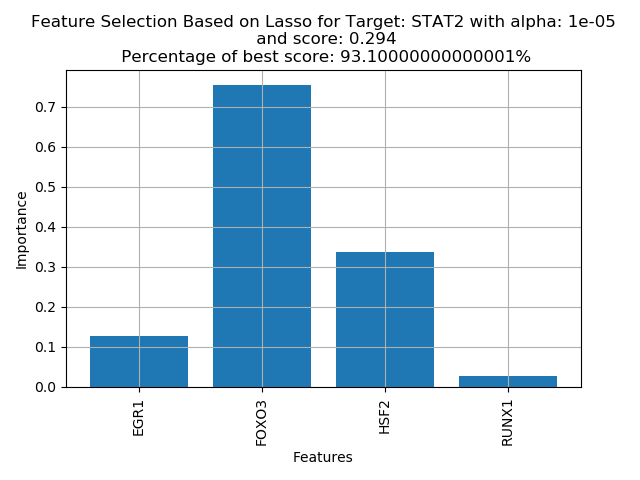 Feature Selection Based on Lasso for Target: STAT2 with alpha: 1e-05
and score: 0.294
Percentage of best score: 93.10000000000001%
Importance
0.7
0.6
0.5
0.4
0.3
0.2
0.1
0.0
EGR1
FOXO3
HSF2
RUNX1
Features